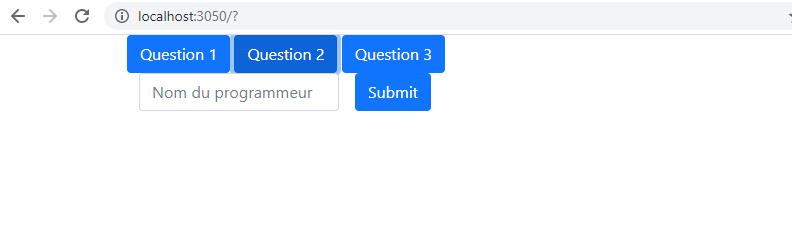 localhost:3050/?
Question 1 Question 2 Question 3
Nom du programmeur Submit